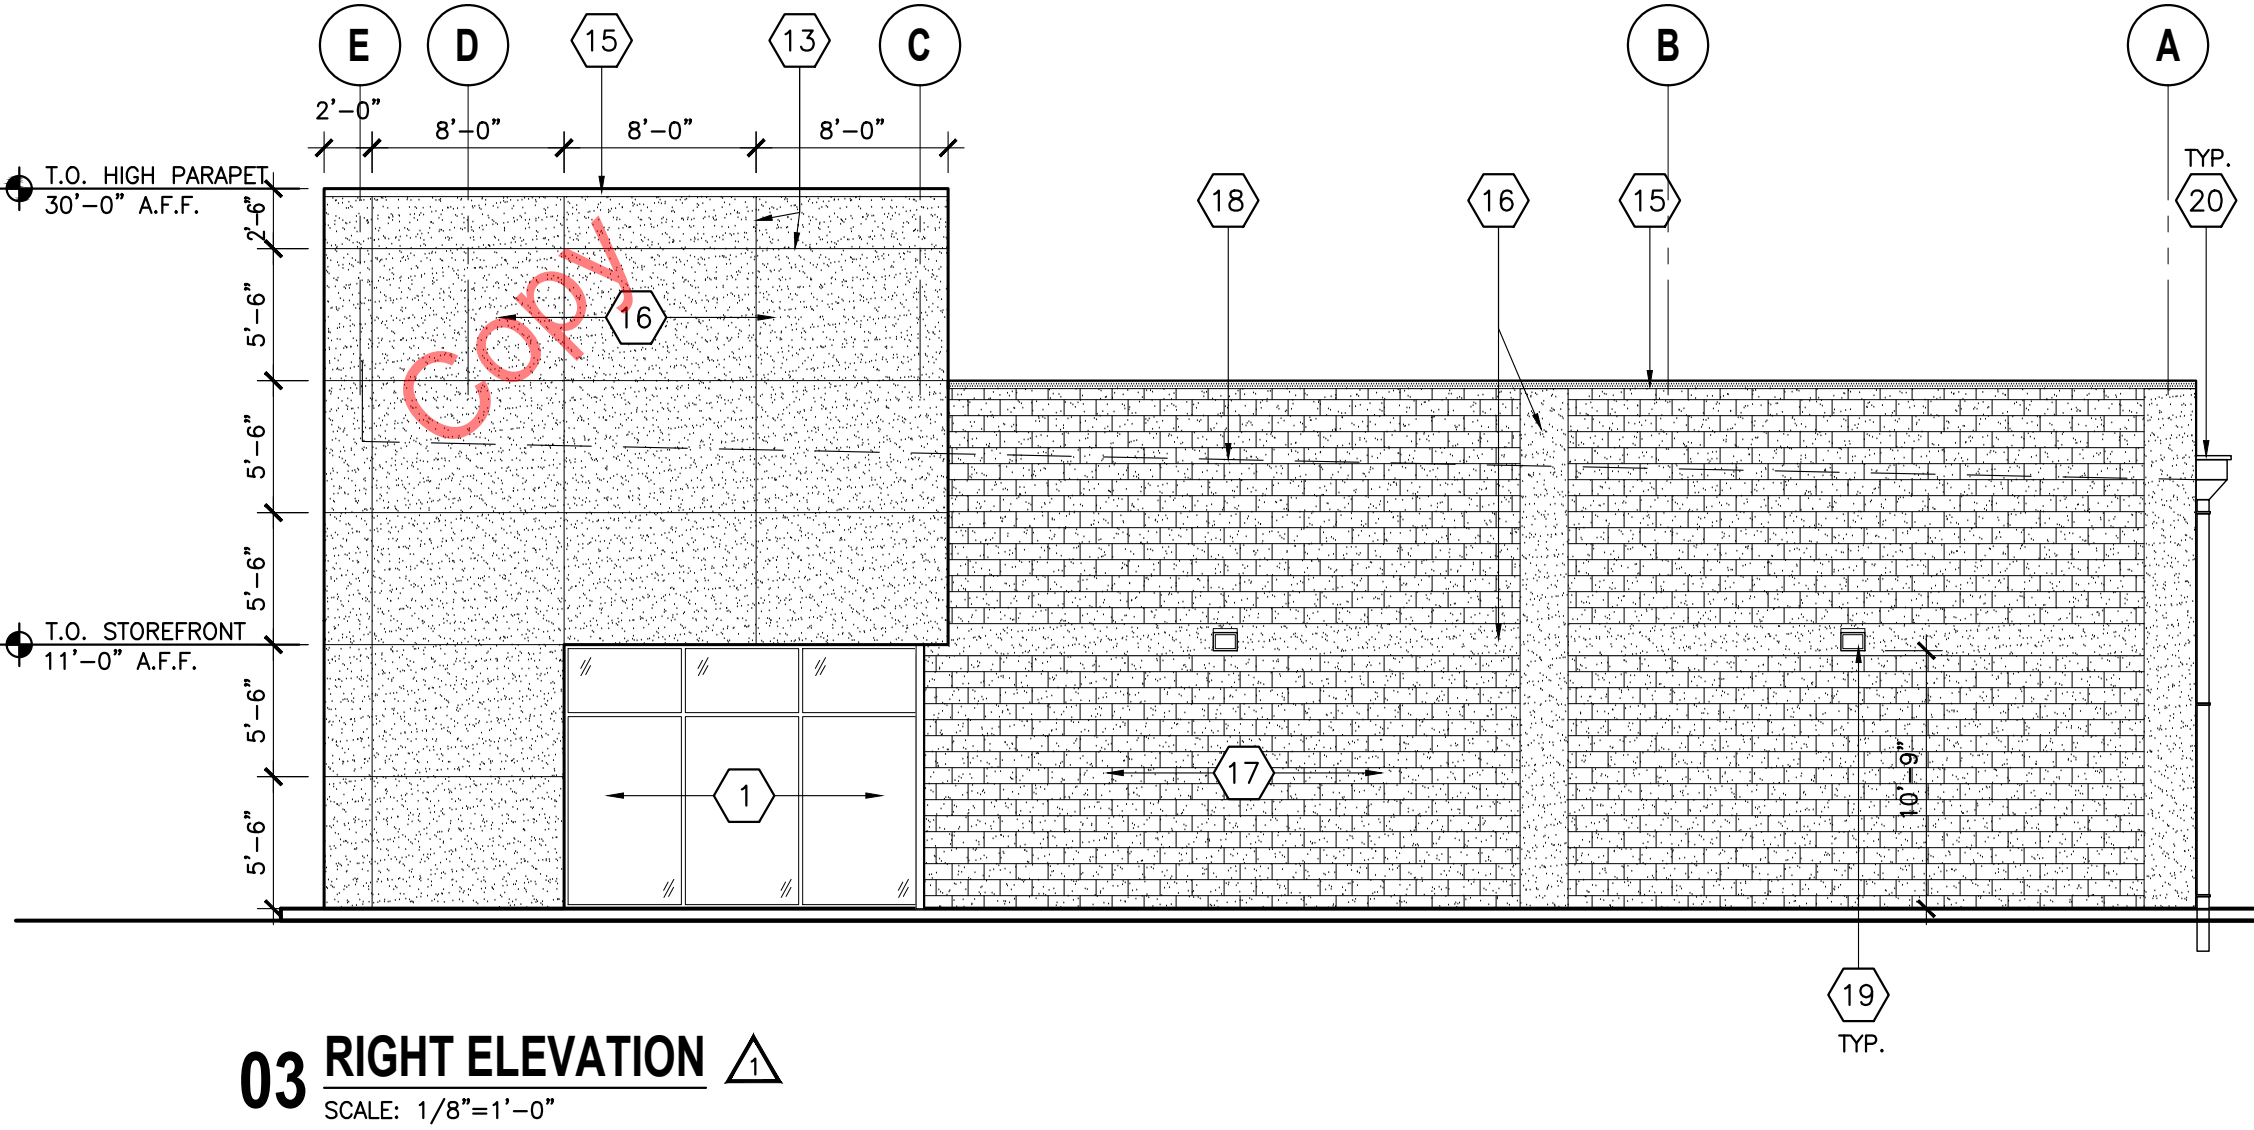 E D 15 13 C B A
2'-0"
8'-0" 8'-0" 8'-0"
T.O. HIGH PARAPET
30'-0" A.F.F.
TYP.
18 16 15 20
2'-6"
5'-6"
16
Copy
5'-6"
5'-6"
T.O. STOREFRONT
11'-0" A.F.F.
5'-6"
1
17
10'-9"
5'-6"
19
TYP.
03 RIGHT ELEVATION 1
SCALE: 1/8"=1'-0"